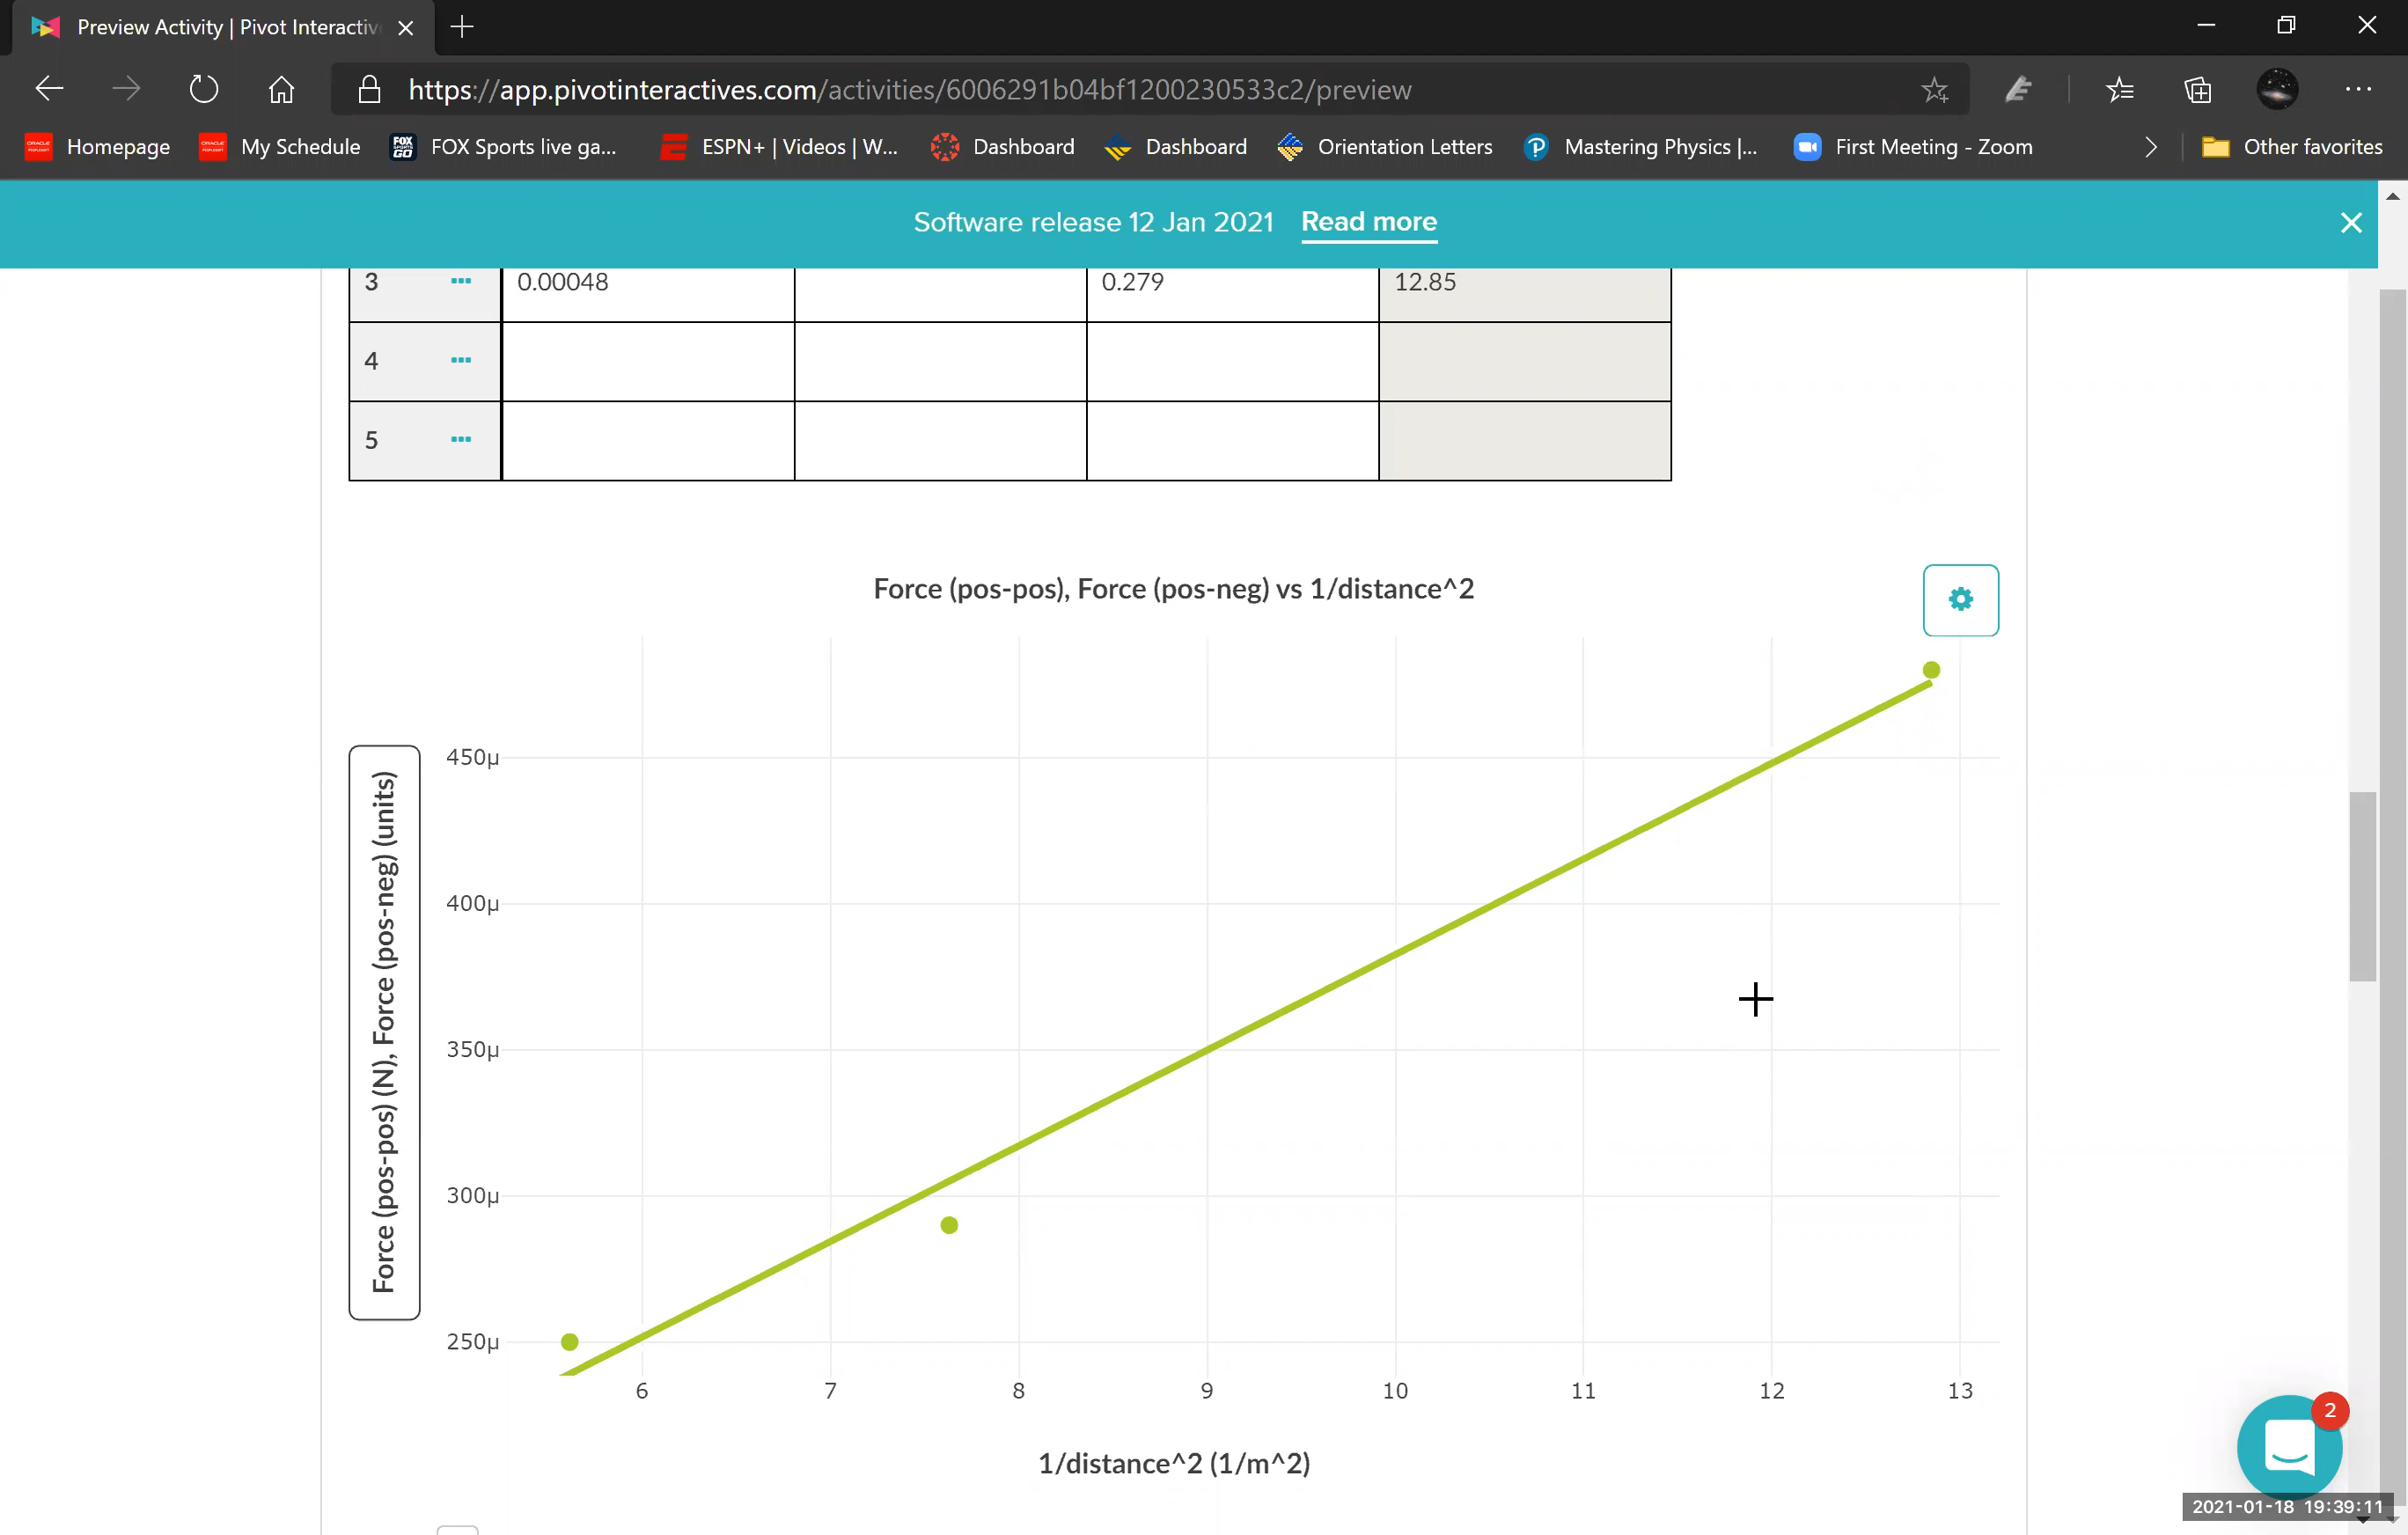 Preview Activity | Pivot Interactiv
https://app.pivotinteractives.com/activities/6006291b04bf1200230533c2/preview
Homepage My Schedule FOX Sports live ga... ESPN+ | Videos | W... Dashboard Dashboard Orientation Letters Mastering Physics |... First Meeting - Zoom Other favorites
Software release 12 Jan 2021 Read more
3 0.00048 0.279 12.85
4
5
Force (pos-pos), Force (pos-neg) vs 1/distance^2
Force (pos-pos) (N), Force (pos-neg) (units)
450µ
400µ
350µ
300µ
250µ
6 7 8 9 10 11 12 13
1/distance^2 (1/m^2)
2
2021-01-18 19:39:11